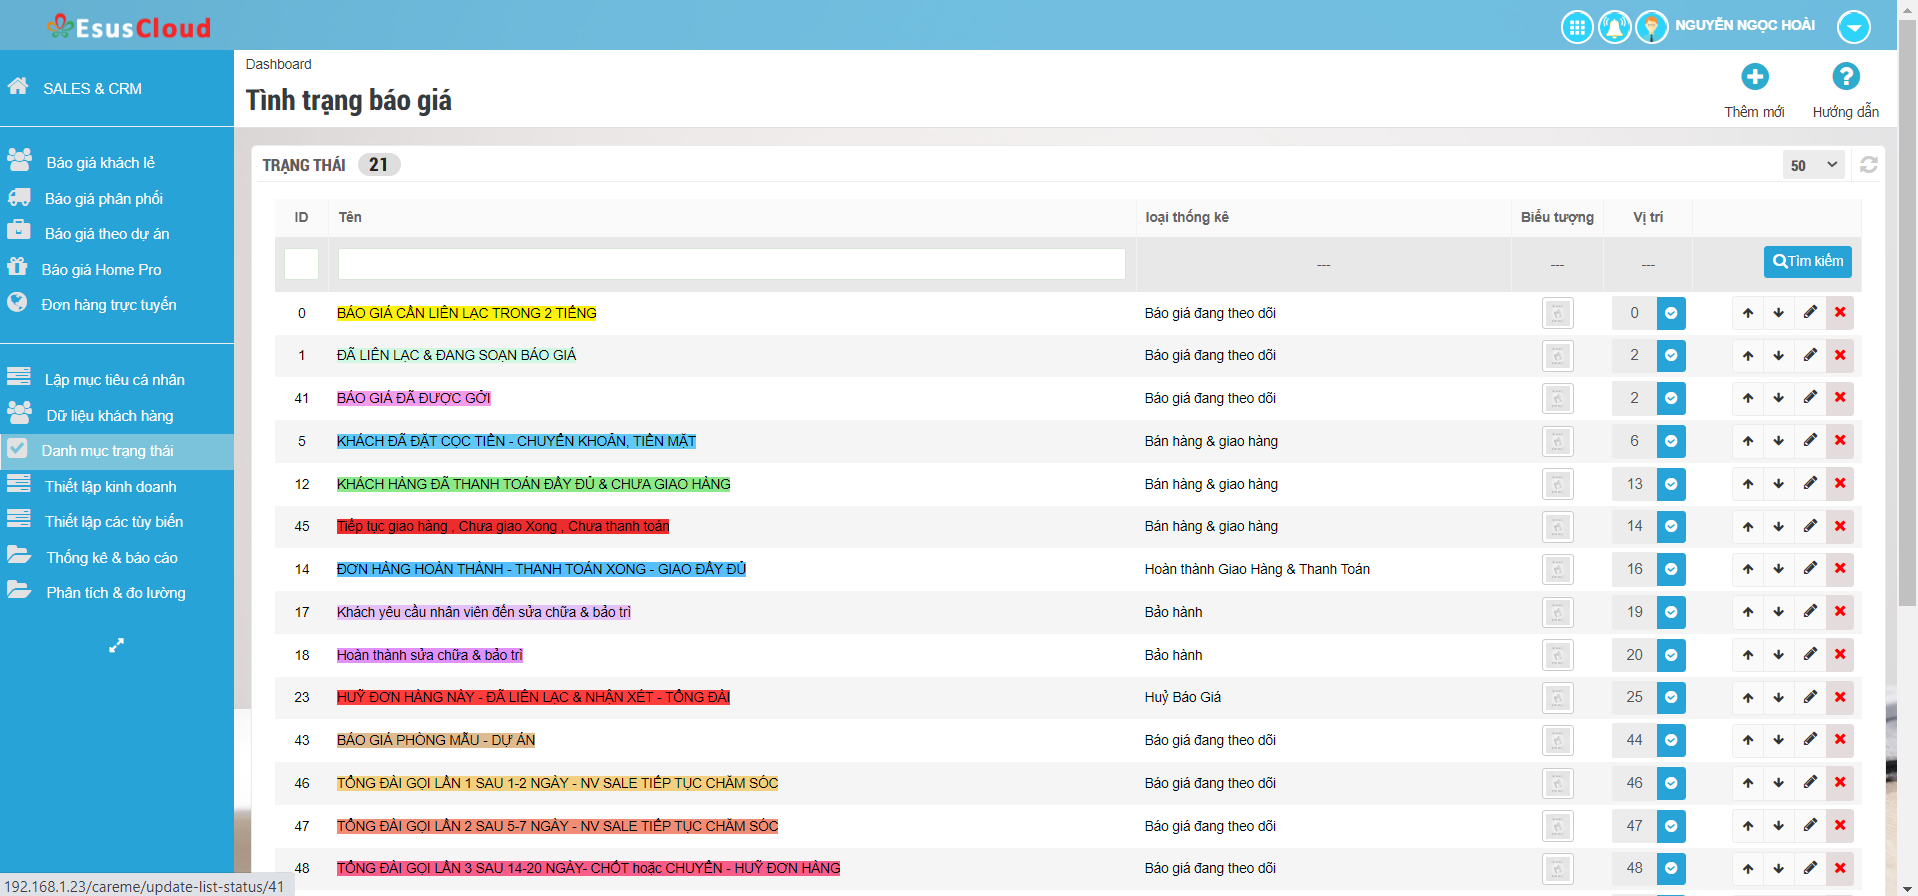 EsusCloud
NGUYỄN NGỌC HOÀI
SALES & CRM
Báo giá khách lẻ
Báo giá phân phối
Báo giá theo dự án
Báo giá Home Pro
Đơn hàng trực tuyến
Lập mục tiêu cá nhân
Dữ liệu khách hàng
Danh mục trạng thái
Thiết lập kinh doanh
Thiết lập các tùy biến
Thống kê & báo cáo
Phân tích & đo lường
Dashboard
Tình trạng báo giá
Thêm mới
Hướng dẫn
TRẠNG THÁI 21
50
ID Tên loại thống kê Biểu tượng Vị trí
--- --- --- Tìm kiếm
0 BÁO GIÁ CẦN LIÊN LẠC TRONG 2 TIẾNG Báo giá đang theo dõi 0
1 ĐÃ LIÊN LẠC & ĐANG SOẠN BÁO GIÁ Báo giá đang theo dõi 2
41 BÁO GIÁ ĐÃ ĐƯỢC GỞI Báo giá đang theo dõi 2
5 KHÁCH ĐÃ ĐẶT CỌC TIỀN - CHUYỂN KHOẢN, TIỀN MẶT Bán hàng & giao hàng 6
12 KHÁCH HÀNG ĐÃ THANH TOÁN ĐẦY ĐỦ & CHƯA GIAO HÀNG Bán hàng & giao hàng 13
45 Tiếp tục giao hàng , Chưa giao Xong , Chưa thanh toán Bán hàng & giao hàng 14
14 ĐƠN HÀNG HOÀN THÀNH - THANH TOÁN XONG - GIAO ĐẦY ĐỦ Hoàn thành Giao Hàng & Thanh Toán 16
17 Khách yêu cầu nhân viên đến sửa chữa & bảo trì Bảo hành 19
18 Hoàn thành sửa chữa & bảo trì Bảo hành 20
23 HUỶ ĐƠN HÀNG NÀY - ĐÃ LIÊN LẠC & NHẬN XÉT - TỔNG ĐÀI Huỷ Báo Giá 25
43 BÁO GIÁ PHÒNG MẪU - DỰ ÁN Báo giá đang theo dõi 44
46 TỔNG ĐÀI GỌI LẦN 1 SAU 1-2 NGÀY - NV SALE TIẾP TỤC CHĂM SÓC Báo giá đang theo dõi 46
47 TỔNG ĐÀI GỌI LẦN 2 SAU 5-7 NGÀY - NV SALE TIẾP TỤC CHĂM SÓC Báo giá đang theo dõi 47
48 TỔNG ĐÀI GỌI LẦN 3 SAU 14-20 NGÀY- CHỐT hoặc CHUYỂN - HUỶ ĐƠN HÀNG Báo giá đang theo dõi 48
192.168.1.23/careme/update-list-status/41